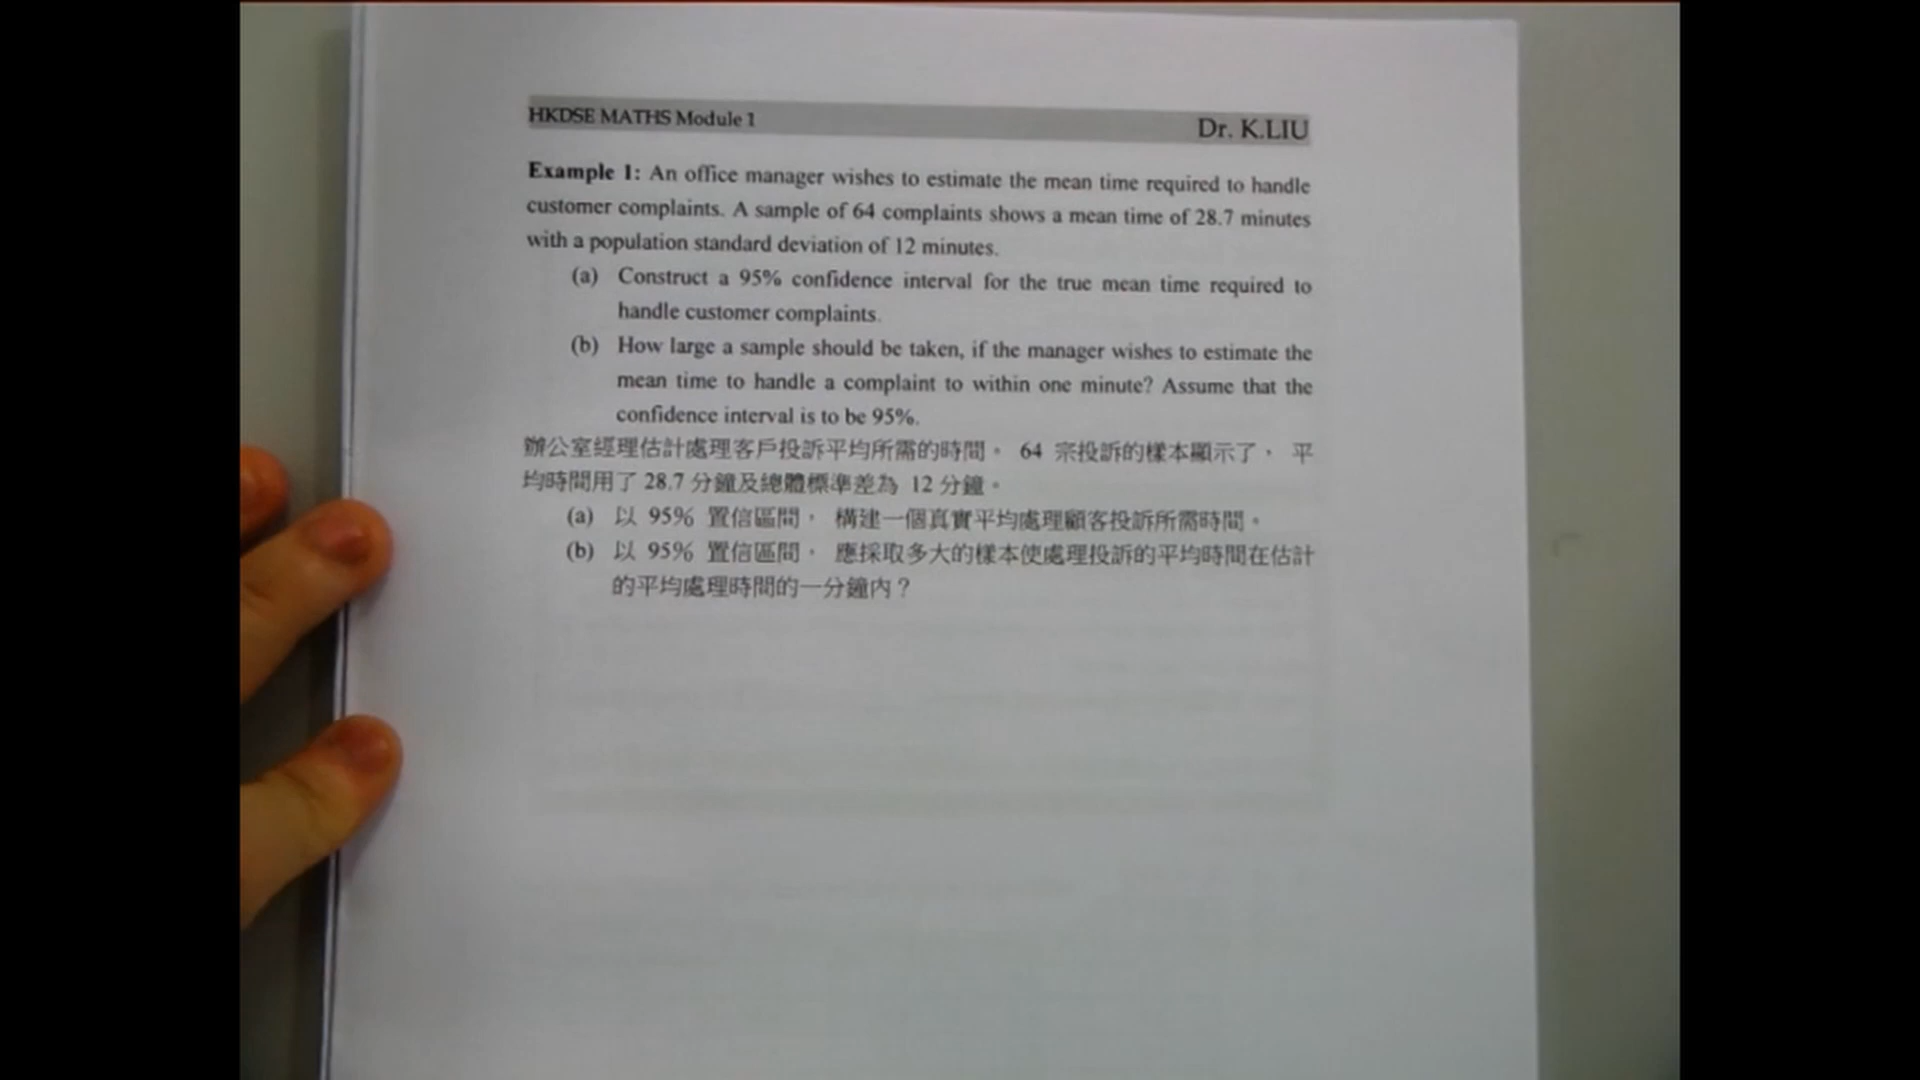 HKDSE MATHS Module 1
Dr. K.LIU
Example 1: An office manager wishes to estimate the mean time required to handle
customer complaints. A sample of 64 complaints shows a mean time of 28.7 minutes
with a population standard deviation of 12 minutes.
(a) Construct a 95% confidence interval for the true mean time required to
handle customer complaints.
(b) How large a sample should be taken, if the manager wishes to estimate the
mean time to handle a complaint to within one minute? Assume that the
confidence interval is to be 95%.
辦公室經理估計處理客戶投訴平均所需的時間。 64 宗投訴的樣本顯示了， 平
均時間用了 28.7 分鐘及總體標準差為 12 分鐘。
(a) 以 95% 置信區間， 構建一個真實平均處理顧客投訴所需時間。
(b) 以 95% 置信區間， 應採取多大的樣本使處理投訴的平均時間在估計
的平均處理時間的一分鐘內？